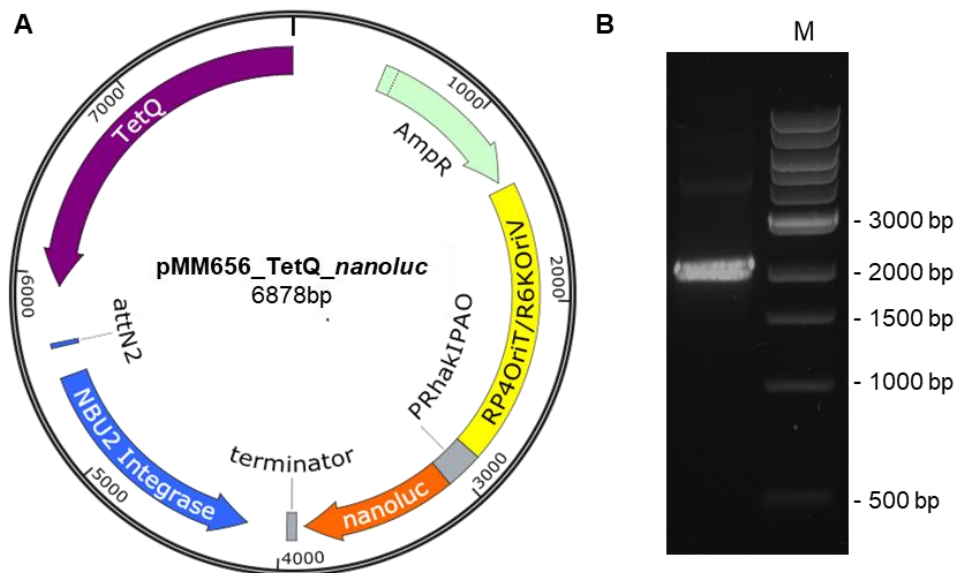 A
TetQ
7000
1000
AmpR
pMM656_TetQ_nanoluc
6878bp
2000
RP4OriT/R6KOriV
6000
attN2
PRhakIPAO
NBU2 Integrase
terminator
3000
5000
nanoluc
4000
B
M
- 3000 bp
- 2000 bp
- 1500 bp
- 1000 bp
- 500 bp